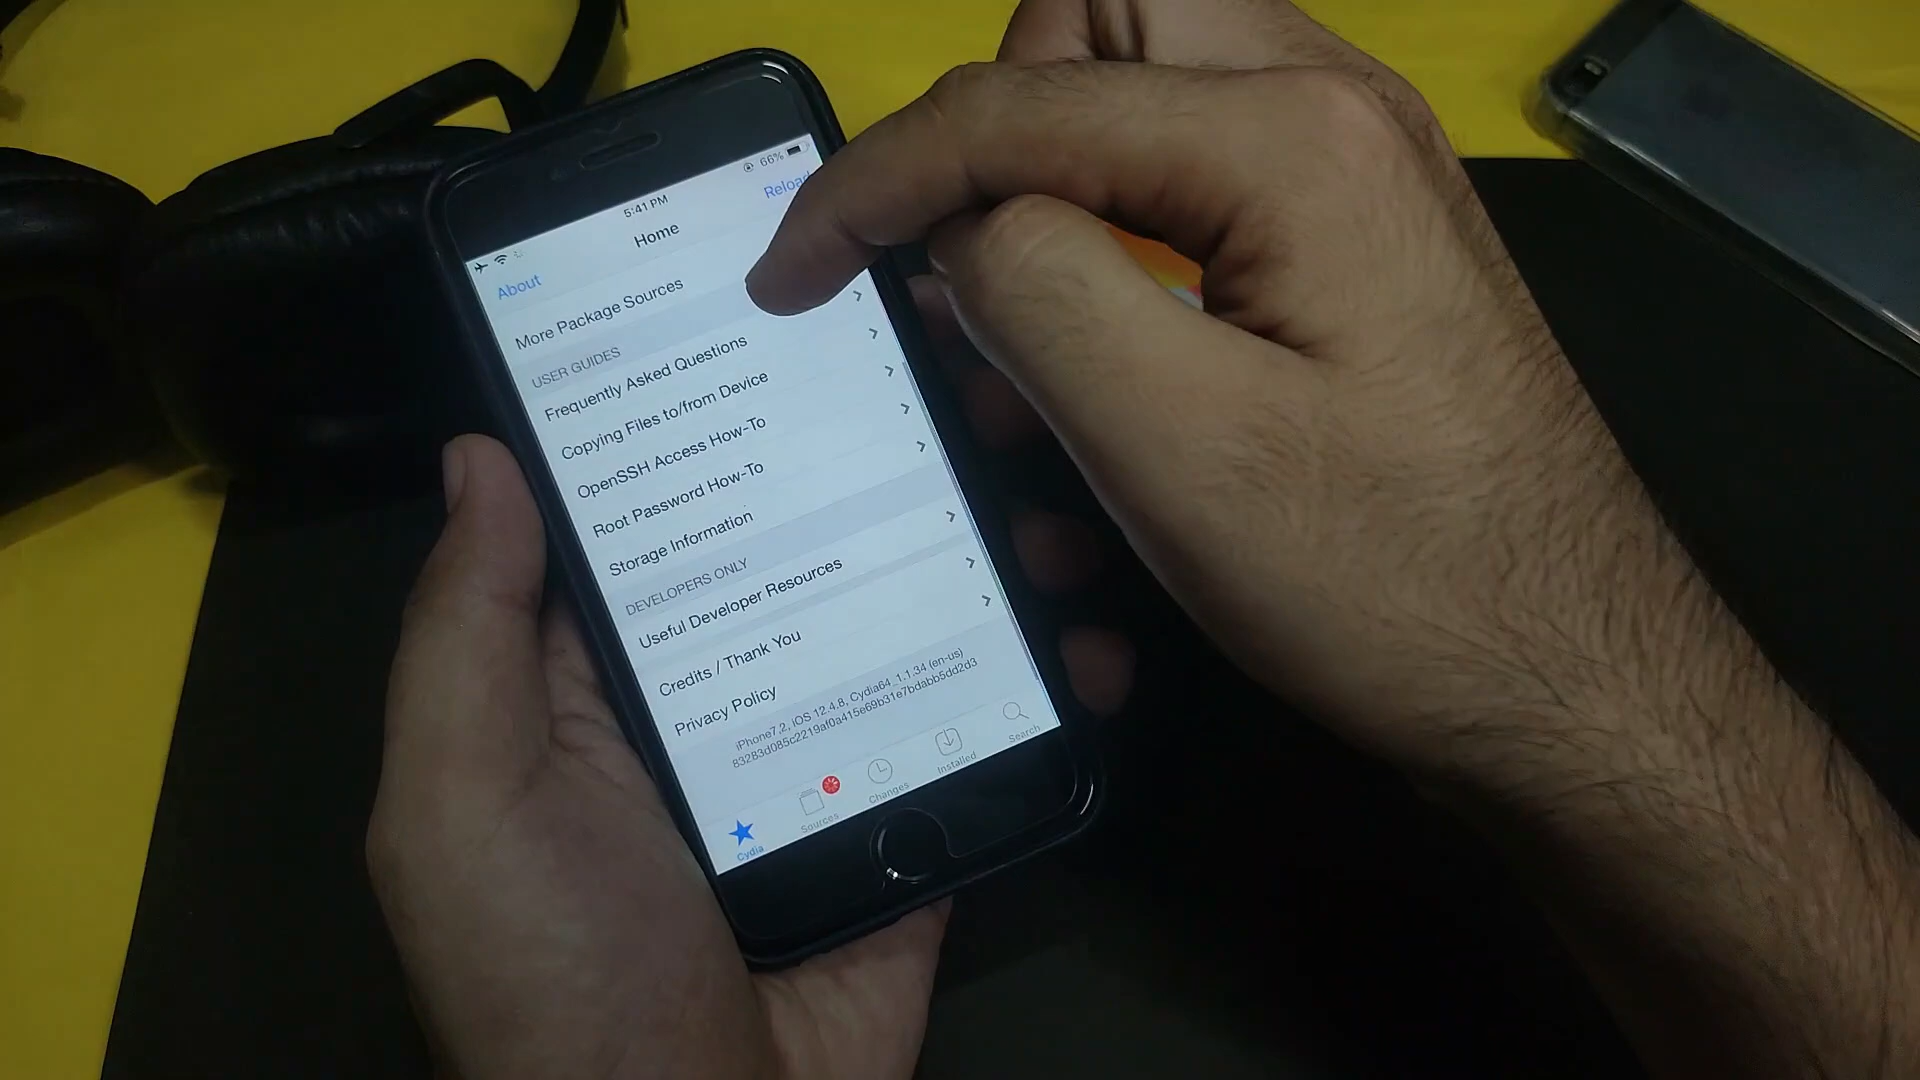 5:41 PM
66%
About
Home
Reload
More Package Sources
USER GUIDES
Frequently Asked Questions
Copying Files to/from Device
OpenSSH Access How-To
Root Password How-To
Storage Information
DEVELOPERS ONLY
Useful Developer Resources
Credits / Thank You
Privacy Policy
iPhone7,2, iOS 12.4.8, Cydia64_1.1.34 (en-us)
83283d085c2219af0a415e69b31e7bdabb5dd2d3
Cydia
Sources
Changes
Installed
Search